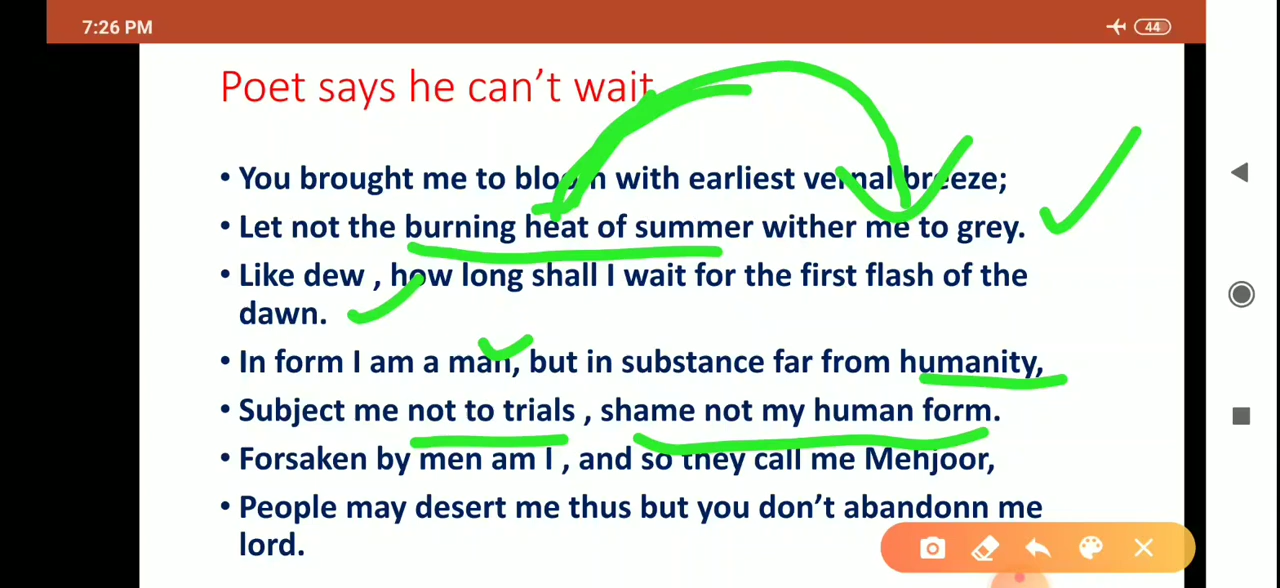 7:26 PM
44
Poet says he can't wait
• You brought me to bloom with earliest vernal breeze;
• Let not the burning heat of summer wither me to grey.
• Like dew , how long shall I wait for the first flash of the
dawn.
• In form I am a man, but in substance far from humanity,
• Subject me not to trials , shame not my human form.
• Forsaken by men am I , and so they call me Mehjoor,
• People may desert me thus but you don't abandonn me
lord.